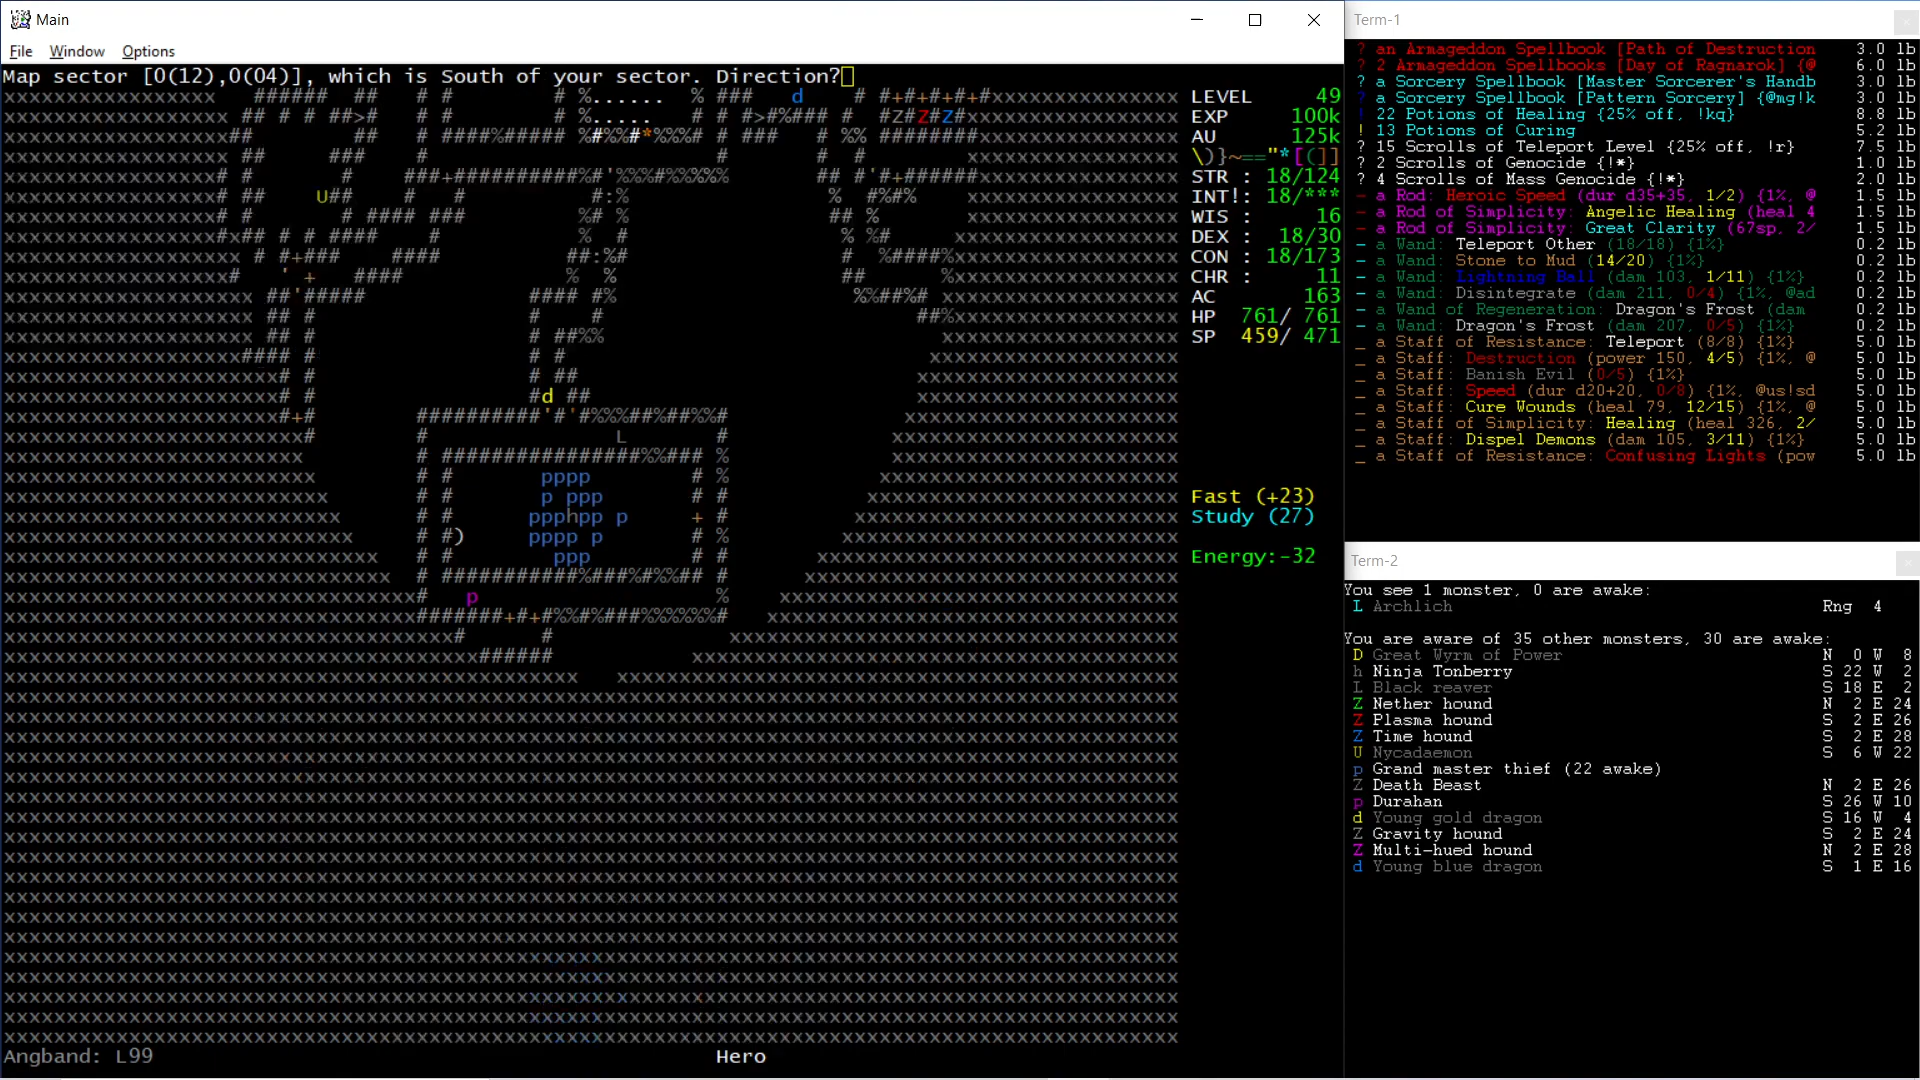 Main
File Window Options
Map sector [0(12),0(04)], which is South of your sector. Direction?
LEVEL 49
EXP 100k
AU 125k
\)}~=="*[(]]
STR : 18/124
INT!: 18/***
WIS : 16
DEX : 18/30
CON : 18/173
CHR : 11
AC 163
HP 761/ 761
SP 459/ 471
Fast (+23)
Study (27)
Energy:-32
Angband: L99
Hero
Term-1
? an Armageddon Spellbook [Path of Destruction 3.0 lb
? 2 Armageddon Spellbooks [Day of Ragnarok] {@ 6.0 lb
? a Sorcery Spellbook [Master Sorcerer's Handb 3.0 lb
? a Sorcery Spellbook [Pattern Sorcery] {@mg!k 3.0 lb
! 22 Potions of Healing {25% off, !kq} 8.8 lb
! 13 Potions of Curing 5.2 lb
? 15 Scrolls of Teleport Level {25% off, !r} 7.5 lb
? 2 Scrolls of Genocide {!*} 1.0 lb
? 4 Scrolls of Mass Genocide {!*} 2.0 lb
- a Rod: Heroic Speed (dur d35+35, 1/2) {1%, @ 1.5 lb
- a Rod of Simplicity: Angelic Healing (heal 4 1.5 lb
- a Rod of Simplicity: Great Clarity (67sp, 2/ 1.5 lb
- a Wand: Teleport Other (18/18) {1%} 0.2 lb
- a Wand: Stone to Mud (14/20) {1%} 0.2 lb
- a Wand: Lightning Ball (dam 103, 1/11) {1%} 0.2 lb
- a Wand: Disintegrate (dam 211, 0/4) {1%, @ad 0.2 lb
- a Wand of Regeneration: Dragon's Frost (dam 0.2 lb
- a Wand: Dragon's Frost (dam 207, 0/5) {1%} 0.2 lb
_ a Staff of Resistance: Teleport (8/8) {1%} 5.0 lb
_ a Staff: Destruction (power 150, 4/5) {1%, @ 5.0 lb
_ a Staff: Banish Evil (0/5) {1%} 5.0 lb
_ a Staff: Speed (dur d20+20, 0/8) {1%, @us!sd 5.0 lb
_ a Staff: Cure Wounds (heal 79, 12/15) {1%, @ 5.0 lb
_ a Staff of Simplicity: Healing (heal 326, 2/ 5.0 lb
_ a Staff: Dispel Demons (dam 105, 3/11) {1%} 5.0 lb
_ a Staff of Resistance: Confusing Lights (pow 5.0 lb
Term-2
You see 1 monster, 0 are awake:
L Archlich Rng 4
You are aware of 35 other monsters, 30 are awake:
D Great Wyrm of Power N 0 W 8
h Ninja Tonberry S 22 W 2
L Black reaver S 18 E 2
Z Nether hound N 2 E 24
Z Plasma hound S 2 E 26
Z Time hound S 2 E 28
U Nycadaemon S 6 W 22
p Grand master thief (22 awake)
Z Death Beast N 2 E 26
p Durahan S 26 W 10
d Young gold dragon S 16 W 4
Z Gravity hound S 2 E 24
Z Multi-hued hound N 2 E 28
d Young blue dragon S 1 E 16